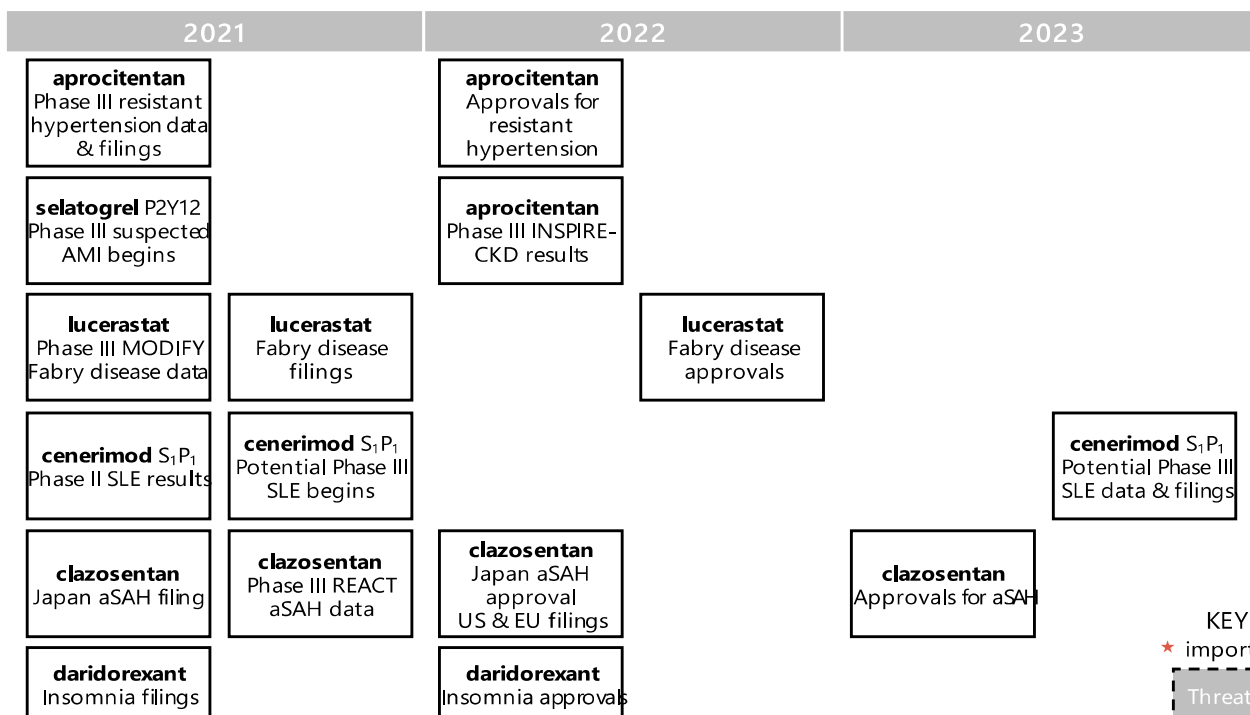 2021
2022
2023
aprocitentan
Phase III resistant
hypertension data
& filings
aprocitentan
Approvals for
resistant
hypertension
selatogrel P2Y12
Phase III suspected
AMI begins
aprocitentan
Phase III INSPIRE-
CKD results
lucerastat
Phase III MODIFY
Fabry disease data
lucerastat
Fabry disease
filings
lucerastat
Fabry disease
approvals
cenerimod S₁P₁
Phase II SLE results
cenerimod S₁P₁
Potential Phase III
SLE begins
cenerimod S₁P₁
Potential Phase III
SLE data & filings
clazosentan
Japan aSAH filing
clazosentan
Phase III REACT
aSAH data
clazosentan
Japan aSAH
approval
US & EU filings
clazosentan
Approvals for aSAH
daridorexant
Insomnia filings
daridorexant
Insomnia approvals
KEY
★ import
Threat